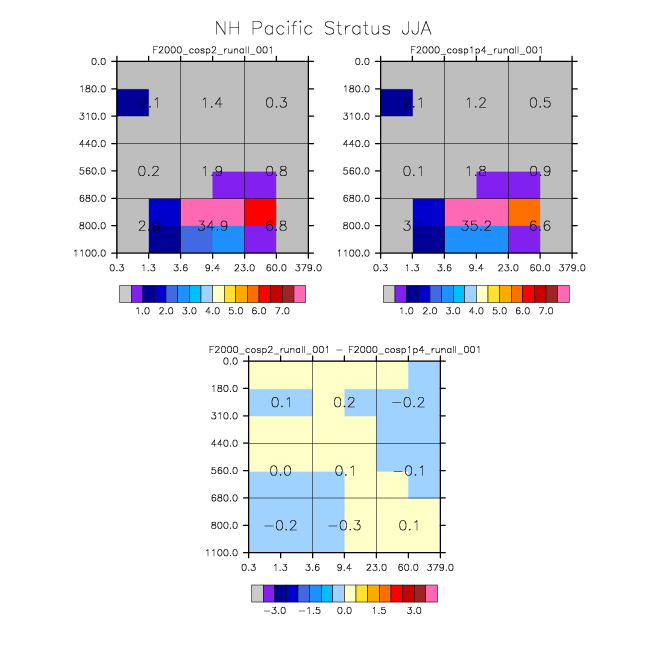 NH Pacific Stratus JJA
F2000_cosp2_runall_001
F2000_cosp1p4_runall_001
0.0
180.0
310.0
440.0
560.0
680.0
800.0
1100.0
.1 1.4 0.3
0.2 1.9 0.8
2. 34.9 6.8
0.3 1.3 3.6 9.4 23.0 60.0 379.0
1.0 2.0 3.0 4.0 5.0 6.0 7.0
0.0
180.0
310.0
440.0
560.0
680.0
800.0
1100.0
.1 1.2 0.5
0.1 1.8 0.9
3. 35.2 6.6
0.3 1.3 3.6 9.4 23.0 60.0 379.0
1.0 2.0 3.0 4.0 5.0 6.0 7.0
F2000_cosp2_runall_001 − F2000_cosp1p4_runall_001
0.0
180.0
310.0
440.0
560.0
680.0
800.0
1100.0
0.1 0.2 −0.2
0.0 0.1 −0.1
−0.2 −0.3 0.1
0.3 1.3 3.6 9.4 23.0 60.0 379.0
−3.0 −1.5 0.0 1.5 3.0